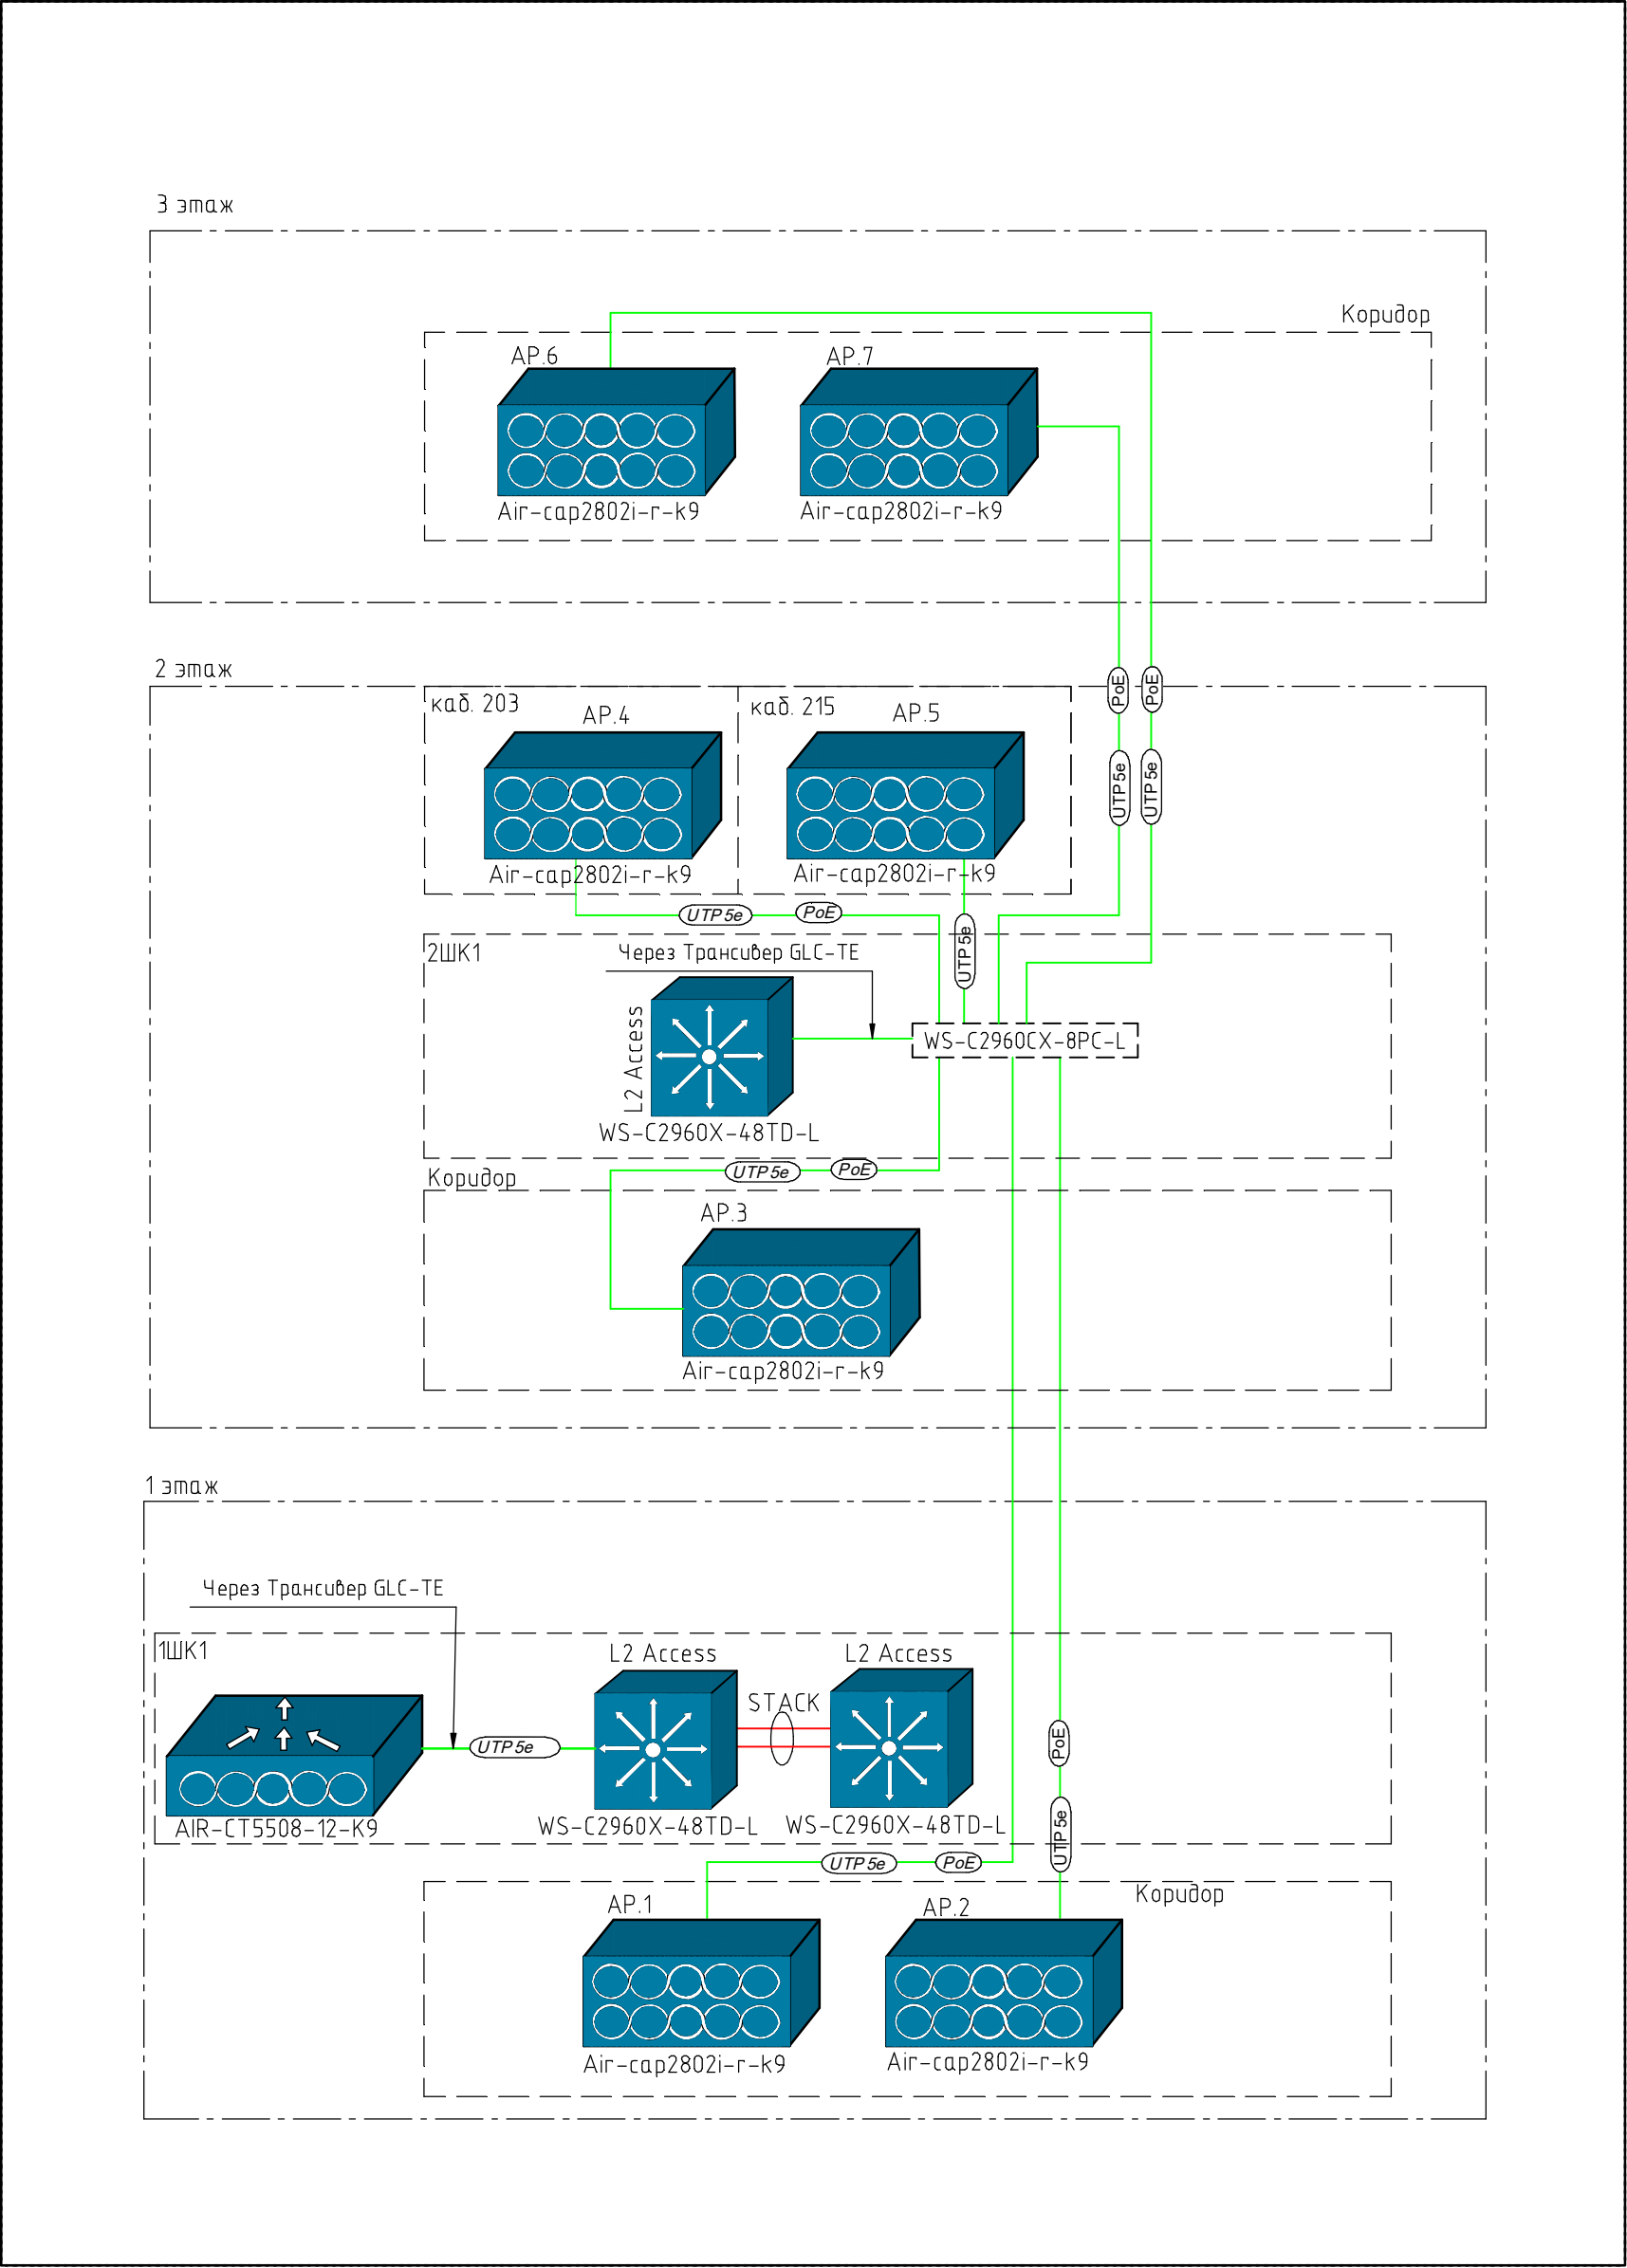 3 этаж
Коридор
AP.6
AP.7
Air-cap2802i-r-k9
Air-cap2802i-r-k9
2 этаж
PoE
PoE
каб. 203
каб. 215
AP.4
AP.5
UTP 5e
UTP 5e
Air-cap2802i-r-k9
Air-cap2802i-r-k9
UTP 5e
PoE
UTP 5e
2ШК1
Через Трансивер GLC-TE
L2 Access
WS-C2960CX-8PC-L
WS-C2960X-48TD-L
UTP 5e
PoE
Коридор
AP.3
Air-cap2802i-r-k9
1 этаж
Через Трансивер GLC-TE
1ШК1
L2 Access
L2 Access
STACK
UTP 5e
PoE
AIR-CT5508-12-K9
WS-C2960X-48TD-L
WS-C2960X-48TD-L
UTP 5e
UTP 5e
PoE
Коридор
AP.1
AP.2
Air-cap2802i-r-k9
Air-cap2802i-r-k9